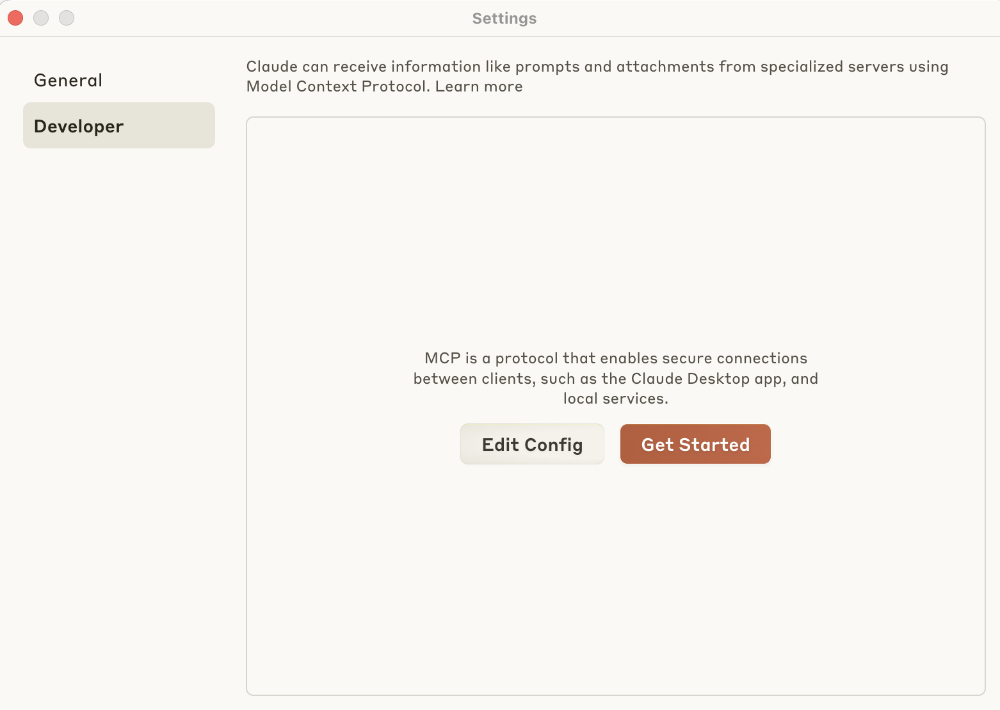 Settings
General
Developer
Claude can receive information like prompts and attachments from specialized servers using
Model Context Protocol. Learn more
MCP is a protocol that enables secure connections
between clients, such as the Claude Desktop app, and
local services.
Edit Config
Get Started